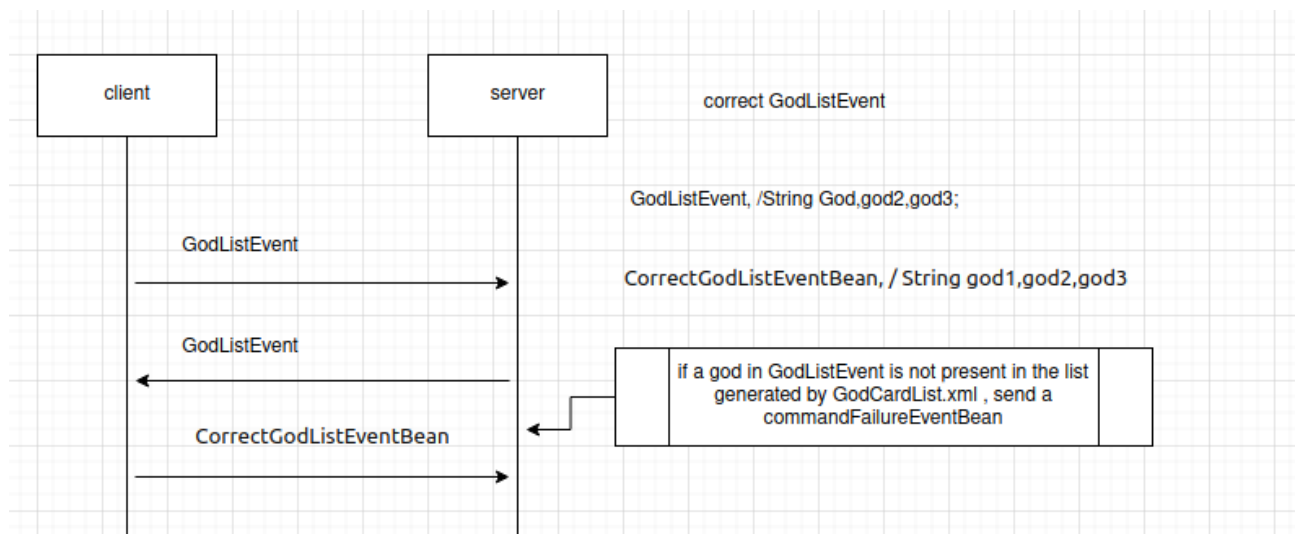 client
server
correct GodListEvent
GodListEvent, /String God,god2,god3;
GodListEvent
CorrectGodListEventBean, / String god1,god2,god3
GodListEvent
if a god in GodListEvent is not present in the list
generated by GodCardList.xml , send a
commandFailureEventBean
CorrectGodListEventBean